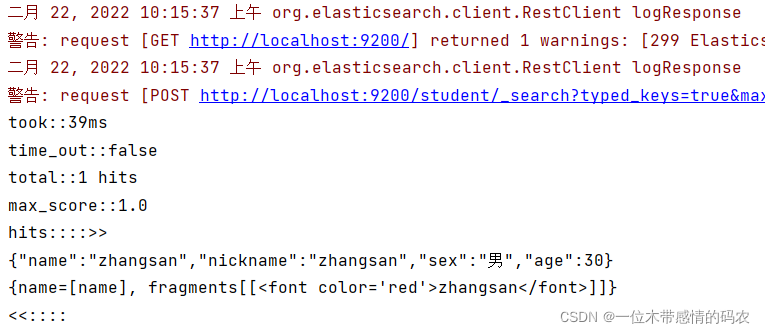 二月 22, 2022 10:15:37 上午 org.elasticsearch.client.RestClient logResponse
警告: request [GET http://localhost:9200/] returned 1 warnings: [299 Elastics
二月 22, 2022 10:15:37 上午 org.elasticsearch.client.RestClient logResponse
警告: request [POST http://localhost:9200/student/_search?typed_keys=true&max
took::39ms
time_out::false
total::1 hits
max_score::1.0
hits::::>>
{"name":"zhangsan","nickname":"zhangsan","sex":"男","age":30}
{name=[name], fragments[[<font color='red'>zhangsan</font>]]}
<<::::
CSDN @一位木带感情的码农